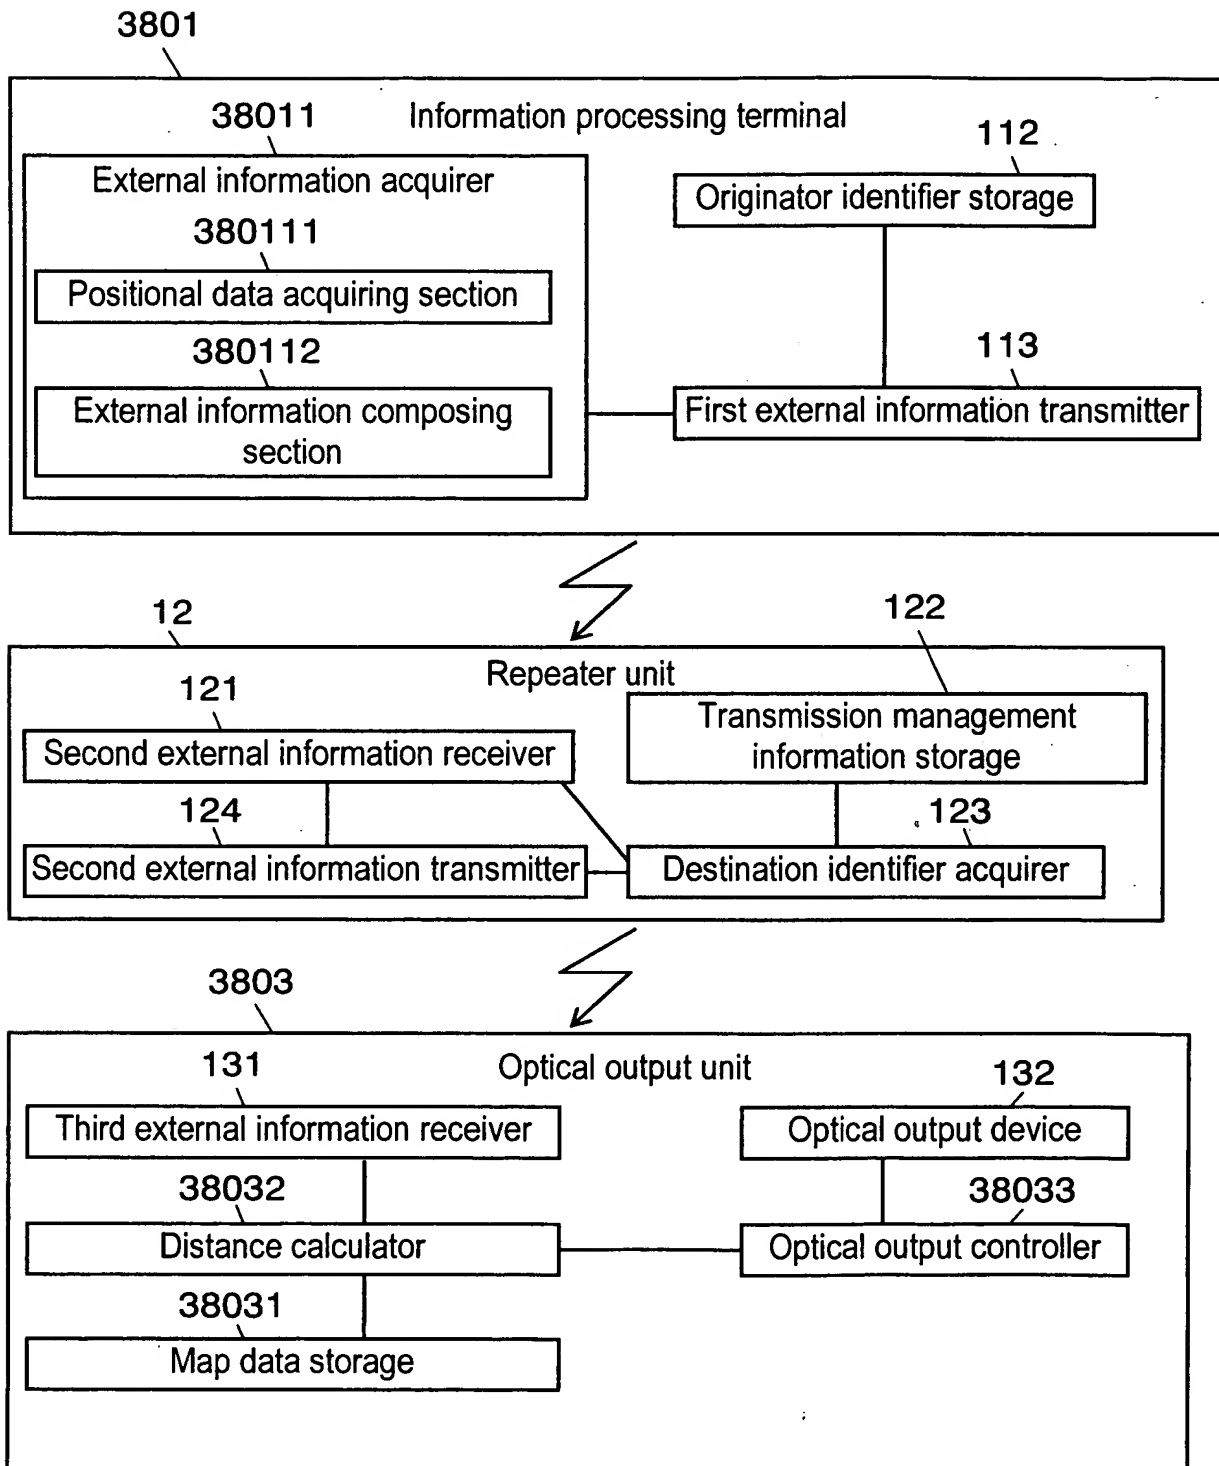 3801
Information processing terminal
38011
External information acquirer
112
Originator identifier storage
380111
Positional data acquiring section
380112
External information composing
section
113
First external information transmitter
12
Repeater unit
122
121
Second external information receiver
Transmission management
information storage
124
Second external information transmitter
123
Destination identifier acquirer
3803
Optical output unit
131
Third external information receiver
132
Optical output device
38032
Distance calculator
38033
Optical output controller
38031
Map data storage